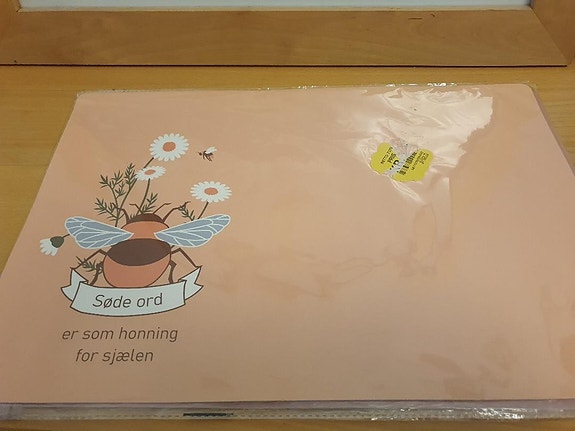 Søde ord
er som honning
for sjælen